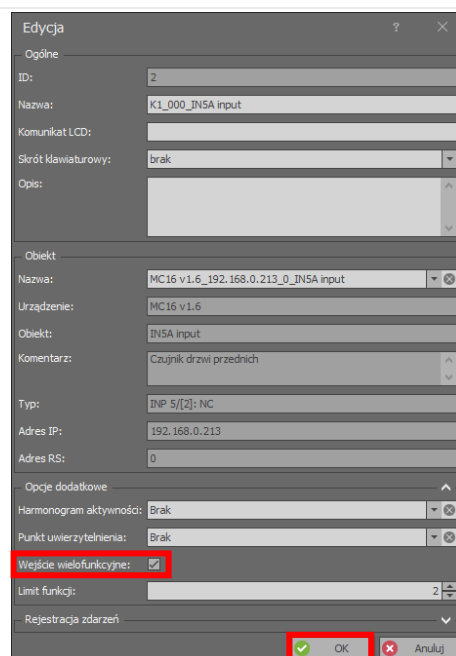 Edycja ?
Ogólne
ID: 2
Nazwa: K1_000_IN5A input
Komunikat LCD:
Skrót klawiaturowy: brak
Opis:
Obiekt
Nazwa: MC16 v1.6_192.168.0.213_0_IN5A input
Urządzenie: MC16 v1.6
Obiekt: IN5A input
Komentarz: Czujnik drzwi przednich
Typ: INP 5/[2]: NC
Adres IP: 192.168.0.213
Adres RS: 0
Opcje dodatkowe
Harmonogram aktywności: Brak
Punkt uwierzytelnienia: Brak
Wejście wielofunkcyjne:
Limit funkcji: 2
Rejestracja zdarzeń
OK Anuluj